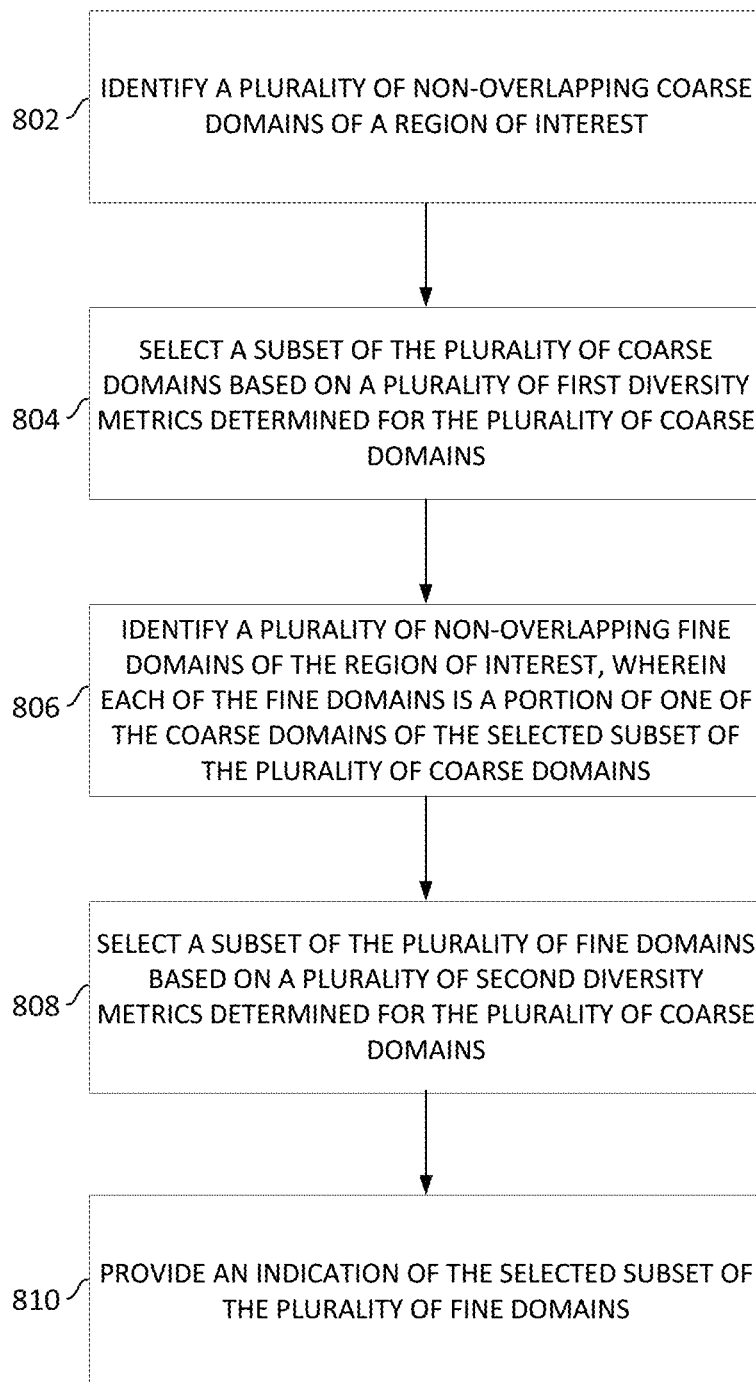 802
IDENTIFY A PLURALITY OF NON-OVERLAPPING COARSE
DOMAINS OF A REGION OF INTEREST
804
SELECT A SUBSET OF THE PLURALITY OF COARSE
DOMAINS BASED ON A PLURALITY OF FIRST DIVERSITY
METRICS DETERMINED FOR THE PLURALITY OF COARSE
DOMAINS
806
IDENTIFY A PLURALITY OF NON-OVERLAPPING FINE
DOMAINS OF THE REGION OF INTEREST, WHEREIN
EACH OF THE FINE DOMAINS IS A PORTION OF ONE OF
THE COARSE DOMAINS OF THE SELECTED SUBSET OF
THE PLURALITY OF COARSE DOMAINS
808
SELECT A SUBSET OF THE PLURALITY OF FINE DOMAINS
BASED ON A PLURALITY OF SECOND DIVERSITY
METRICS DETERMINED FOR THE PLURALITY OF COARSE
DOMAINS
810
PROVIDE AN INDICATION OF THE SELECTED SUBSET OF
THE PLURALITY OF FINE DOMAINS